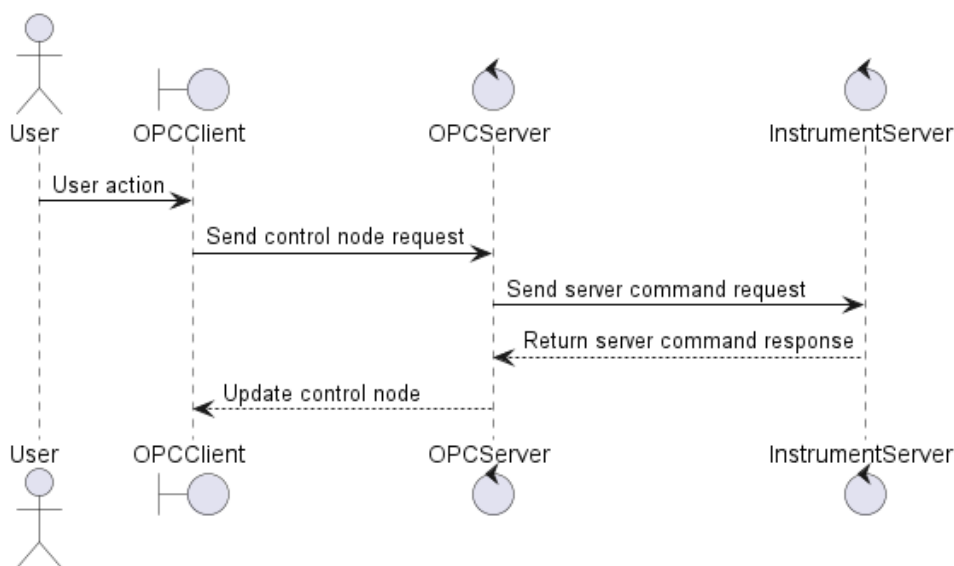 User
OPCClient
OPCServer
InstrumentServer
User action
Send control node request
Send server command request
Return server command response
Update control node
User
OPCClient
OPCServer
InstrumentServer